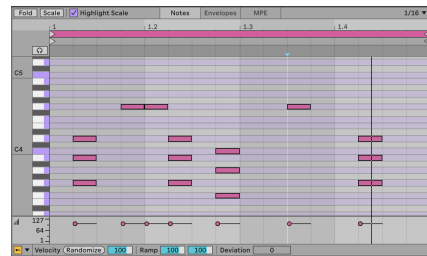 Fold Scale Highlight Scale Notes Envelopes MPE 1/16
1 1.2 1.3 1.4
C5
C4
127
64
1
Velocity Randomize 100 Ramp 100 100 Deviation 0